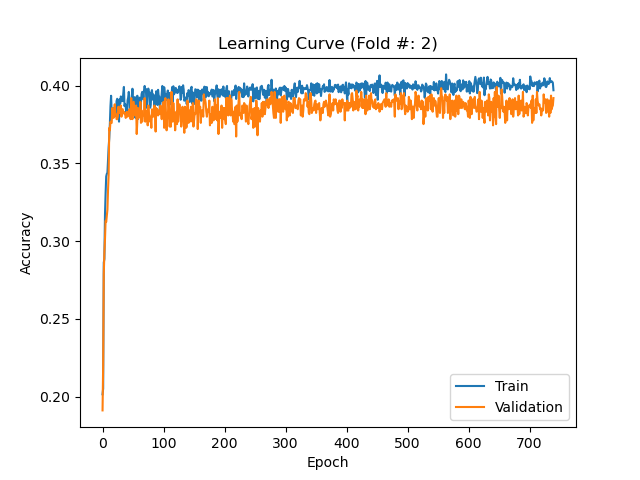 Learning Curve (Fold #: 2)
Accuracy
0.40
0.35
0.30
0.25
0.20
0 100 200 300 400 500 600 700
Epoch
Train
Validation